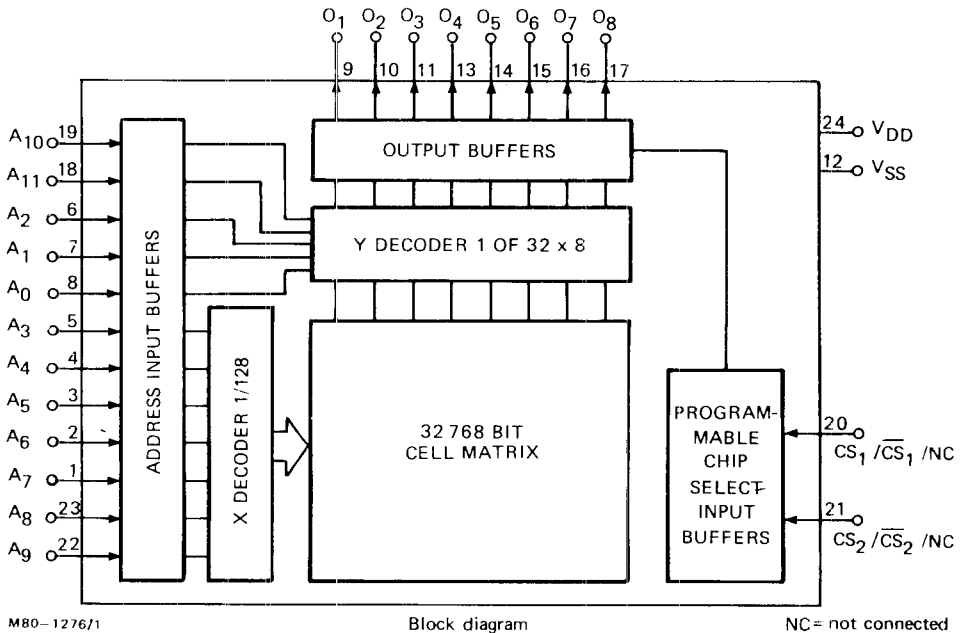 O1 O2 O3 O4 O5 O6 O7 O8
9 10 11 13 14 15 16 17
A10 19
A11 18
A2 6
A1 7
A0 8
A3 5
A4 4
A5 3
A6 2
A7 1
A8 23
A9 22
ADDRESS INPUT BUFFERS
X DECODER 1/128
OUTPUT BUFFERS
Y DECODER 1 OF 32 x 8
32 768 BIT
CELL MATRIX
24 VDD
12 VSS
PROGRAM-
MABLE
CHIP
SELECT-
INPUT
BUFFERS
20
CS1/C̅S̅1/NC
21
CS2/C̅S̅2/NC
M80-1276/1
Block diagram
NC= not connected